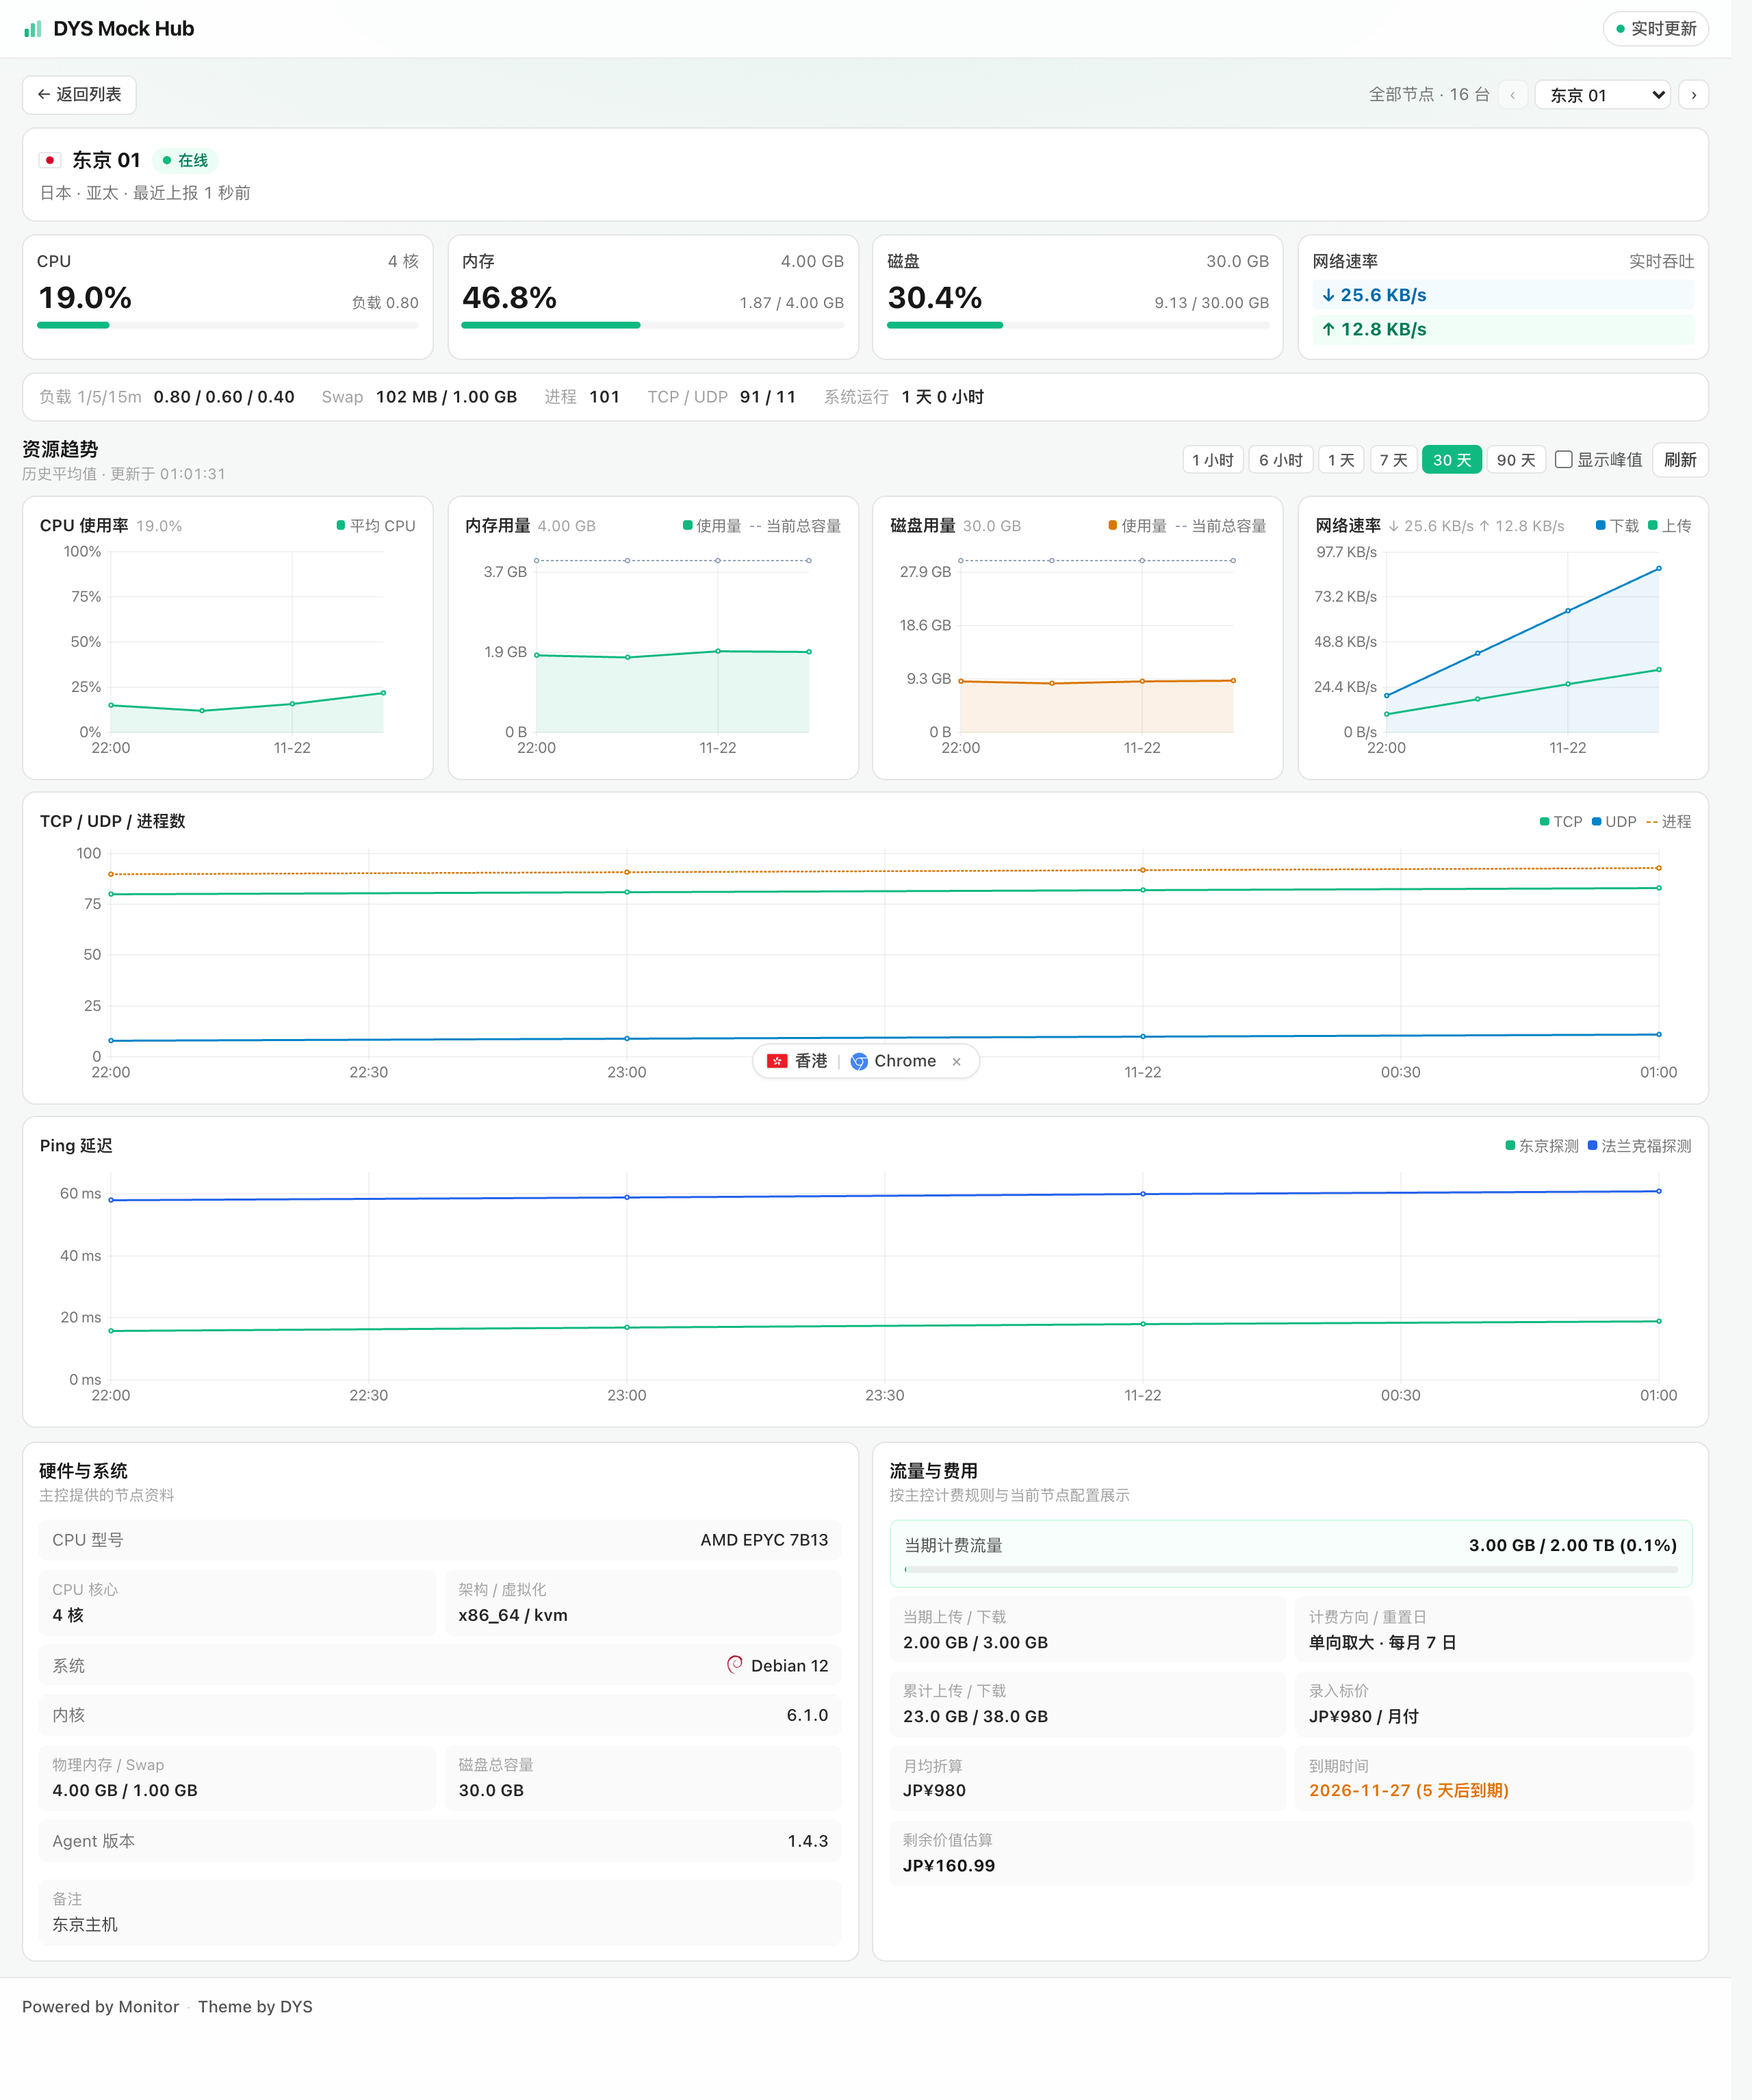 DYS Mock Hub
实时更新
← 返回列表
全部节点 · 16 台 ‹ 东京 01 ›
东京 01 在线
日本 · 亚太 · 最近上报 1 秒前
CPU 4 核
19.0% 负载 0.80
内存 4.00 GB
46.8% 1.87 / 4.00 GB
磁盘 30.0 GB
30.4% 9.13 / 30.00 GB
网络速率 实时吞吐
↓ 25.6 KB/s
↑ 12.8 KB/s
负载 1/5/15m 0.80 / 0.60 / 0.40 Swap 102 MB / 1.00 GB 进程 101 TCP / UDP 91 / 11 系统运行 1 天 0 小时
资源趋势
历史平均值 · 更新于 01:01:31
1 小时 6 小时 1 天 7 天 30 天 90 天 显示峰值 刷新
CPU 使用率 19.0% 平均 CPU
100%
75%
50%
25%
0%
22:00 11-22
内存用量 4.00 GB 使用量 -- 当前总容量
3.7 GB
1.9 GB
0 B
22:00 11-22
磁盘用量 30.0 GB 使用量 -- 当前总容量
27.9 GB
18.6 GB
9.3 GB
0 B
22:00 11-22
网络速率 ↓ 25.6 KB/s ↑ 12.8 KB/s 下载 上传
97.7 KB/s
73.2 KB/s
48.8 KB/s
24.4 KB/s
0 B/s
22:00 11-22
TCP / UDP / 进程数 TCP UDP -- 进程
100
75
50
25
0
22:00 22:30 23:00 11-22 00:30 01:00
香港 | Chrome ×
Ping 延迟 东京探测 法兰克福探测
60 ms
40 ms
20 ms
0 ms
22:00 22:30 23:00 23:30 11-22 00:30 01:00
硬件与系统
主控提供的节点资料
CPU 型号 AMD EPYC 7B13
CPU 核心
4 核
架构 / 虚拟化
x86_64 / kvm
系统 Debian 12
内核 6.1.0
物理内存 / Swap
4.00 GB / 1.00 GB
磁盘总容量
30.0 GB
Agent 版本 1.4.3
备注
东京主机
流量与费用
按主控计费规则与当前节点配置展示
当期计费流量 3.00 GB / 2.00 TB (0.1%)
当期上传 / 下载
2.00 GB / 3.00 GB
计费方向 / 重置日
单向取大 · 每月 7 日
累计上传 / 下载
23.0 GB / 38.0 GB
录入标价
JP¥980 / 月付
月均折算
JP¥980
到期时间
2026-11-27 (5 天后到期)
剩余价值估算
JP¥160.99
Powered by Monitor · Theme by DYS